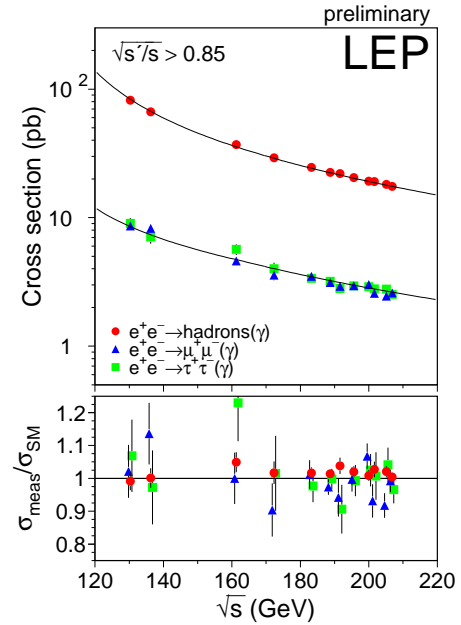 preliminary
√s′/s > 0.85
LEP
Cross section (pb)
10²
10
1
e⁺e⁻→hadrons(γ)
e⁺e⁻→μ⁺μ⁻(γ)
e⁺e⁻→τ⁺τ⁻(γ)
σmeas/σSM
1.2
1.1
1
0.9
0.8
120 140 160 180 200 220
√s (GeV)